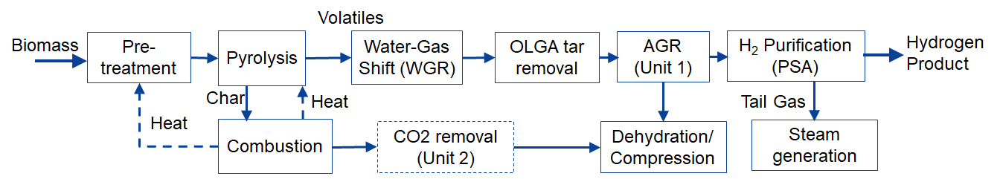 Volatiles
Biomass
Pre-
treatment
Pyrolysis
Water-Gas
Shift (WGR)
OLGA tar
removal
AGR
(Unit 1)
H₂ Purification
(PSA)
Hydrogen
Product
Char
Heat
Tail Gas
Heat
Combustion
CO2 removal
(Unit 2)
Dehydration/
Compression
Steam
generation